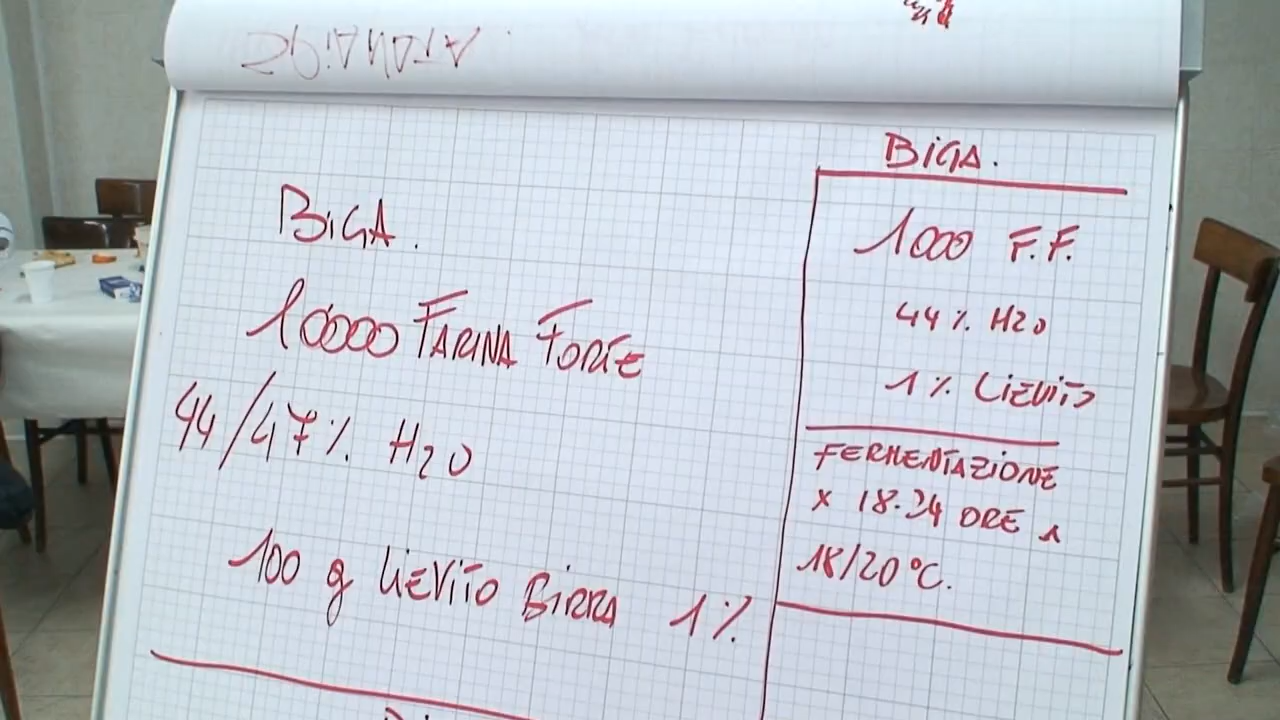 BIGA.
10000 FARINA FORTE
44/47% H2O
100 g LIEVITO BIRRA 1%
BIGA.
1000 F.F.
44% H2O
1% LIEVITO
FERMENTAZIONE
x 18.24 ORE A
18/20°C.